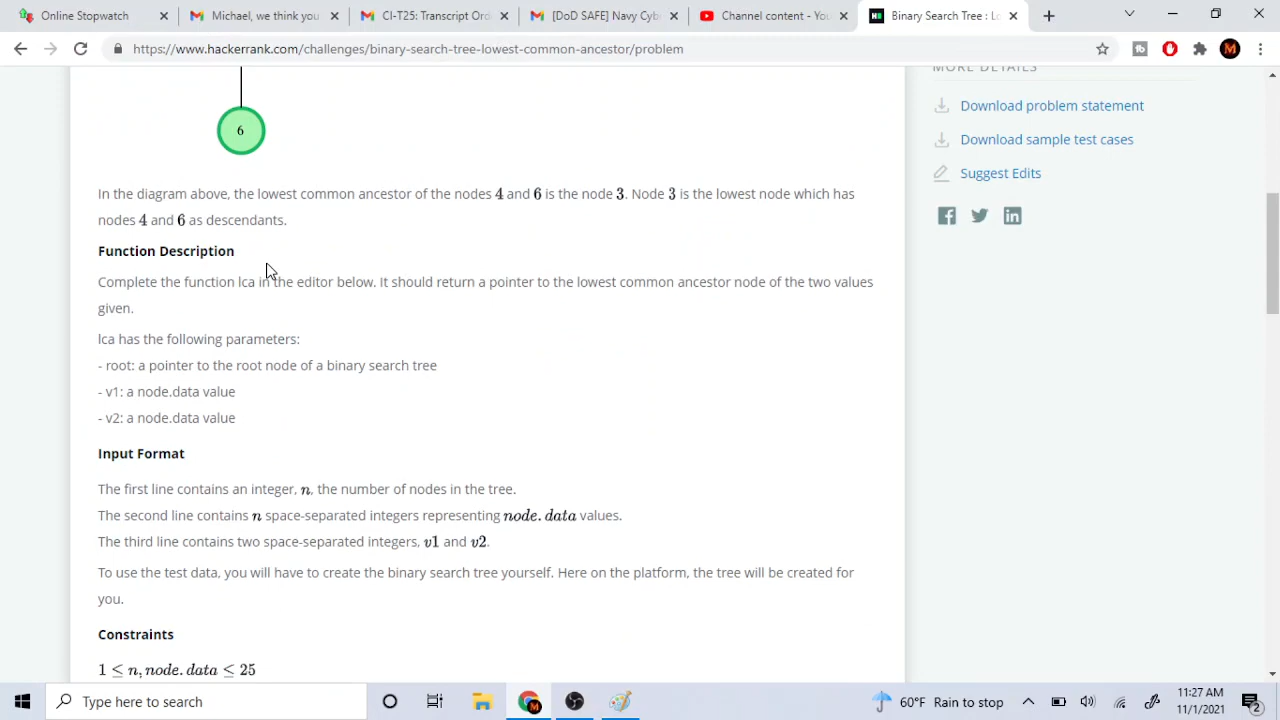 Online Stopwatch
Michael, we think you
CI-T25: Transcript Ord
[DoD SAFE] Navy Cyb
Channel content - You
Binary Search Tree : Lo
https://www.hackerrank.com/challenges/binary-search-tree-lowest-common-ancestor/problem
M
MORE DETAILS
Download problem statement
Download sample test cases
Suggest Edits
6
In the diagram above, the lowest common ancestor of the nodes 4 and 6 is the node 3. Node 3 is the lowest node which has
nodes 4 and 6 as descendants.
Function Description
Complete the function lca in the editor below. It should return a pointer to the lowest common ancestor node of the two values
given.
lca has the following parameters:
- root: a pointer to the root node of a binary search tree
- v1: a node.data value
- v2: a node.data value
Input Format
The first line contains an integer, n, the number of nodes in the tree.
The second line contains n space-separated integers representing node.data values.
The third line contains two space-separated integers, v1 and v2.
To use the test data, you will have to create the binary search tree yourself. Here on the platform, the tree will be created for
you.
Constraints
1 ≤ n, node.data ≤ 25
Type here to search
60°F Rain to stop
11:27 AM
11/1/2021
2